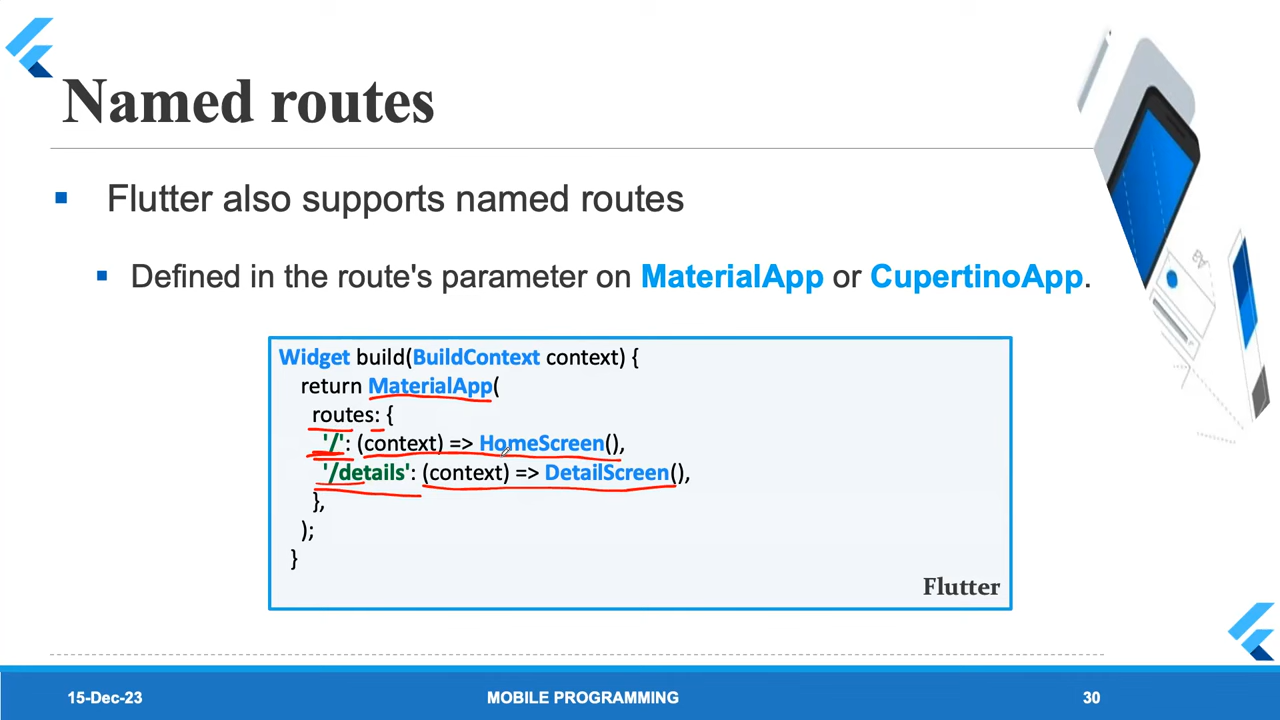 Named routes
Flutter also supports named routes
Defined in the route's parameter on MaterialApp or CupertinoApp.
Widget build(BuildContext context) {
return MaterialApp(
routes: {
'/': (context) => HomeScreen(),
'/details': (context) => DetailScreen(),
},
);
}
Flutter
15-Dec-23
MOBILE PROGRAMMING
30